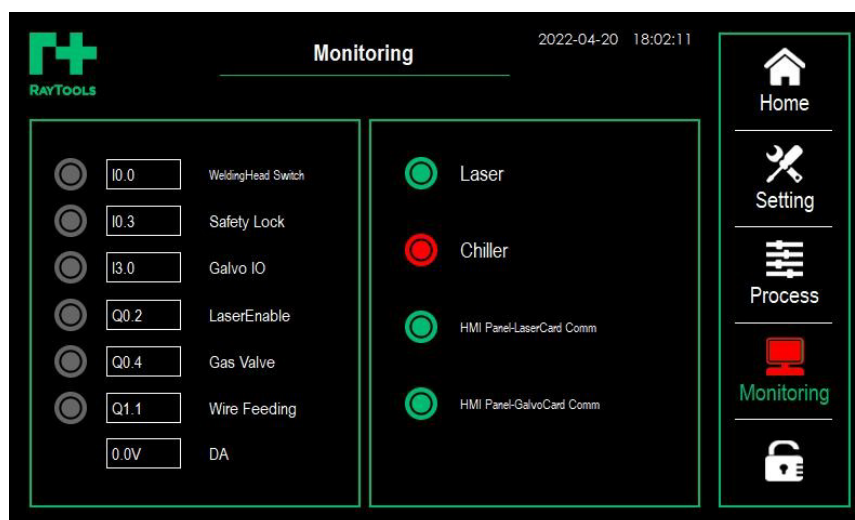 Monitoring
2022-04-20 18:02:11
RAYTOOLS
I0.0 WeldingHead Switch
I0.3 Safety Lock
I3.0 Galvo IO
Q0.2 LaserEnable
Q0.4 Gas Valve
Q1.1 Wire Feeding
0.0V DA
Laser
Chiller
HMI Panel-LaserCard Comm
HMI Panel-GalvoCard Comm
Home
Setting
Process
Monitoring